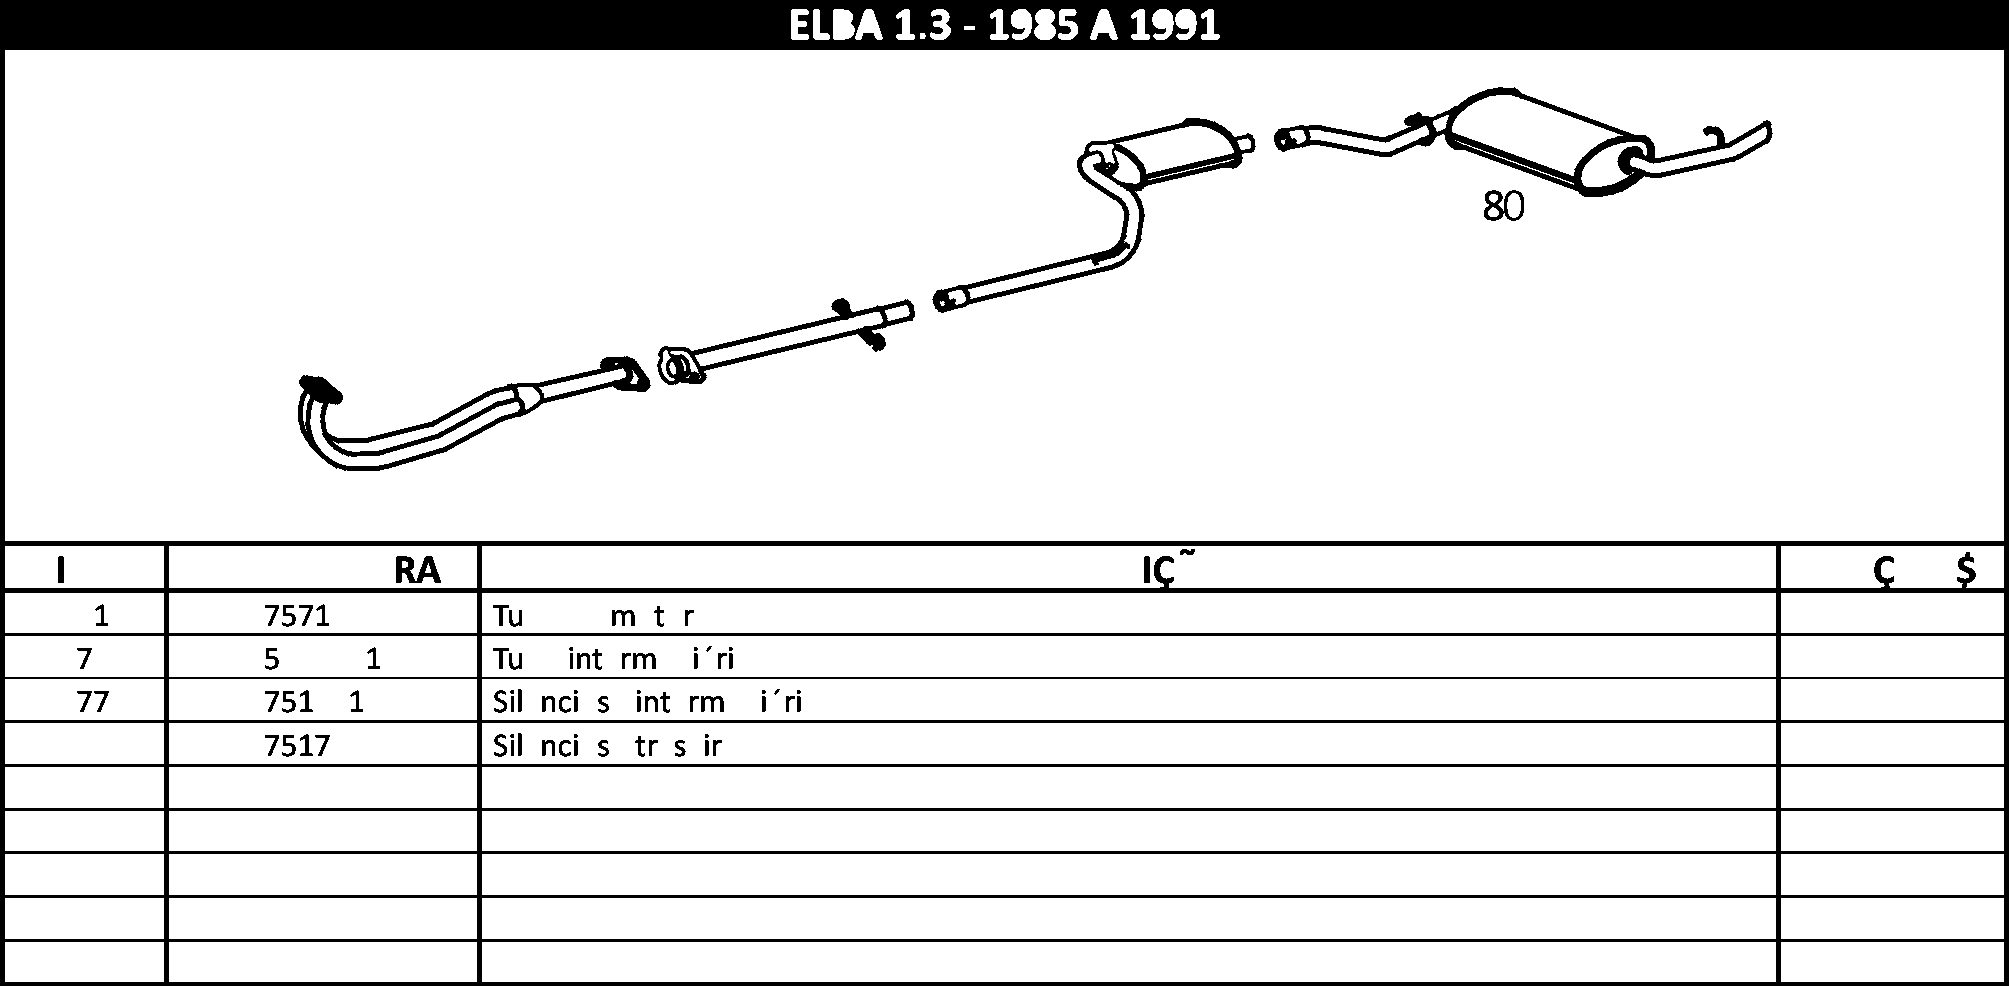 ELBA 1.3 - 1985 A 1991
80
I RA IÇ˜ Ç $
1 7571 Tu m t r
7 5 1 Tu int rm i´ri
77 751 1 Sil nci s int rm i´ri
7517 Sil nci s tr s ir